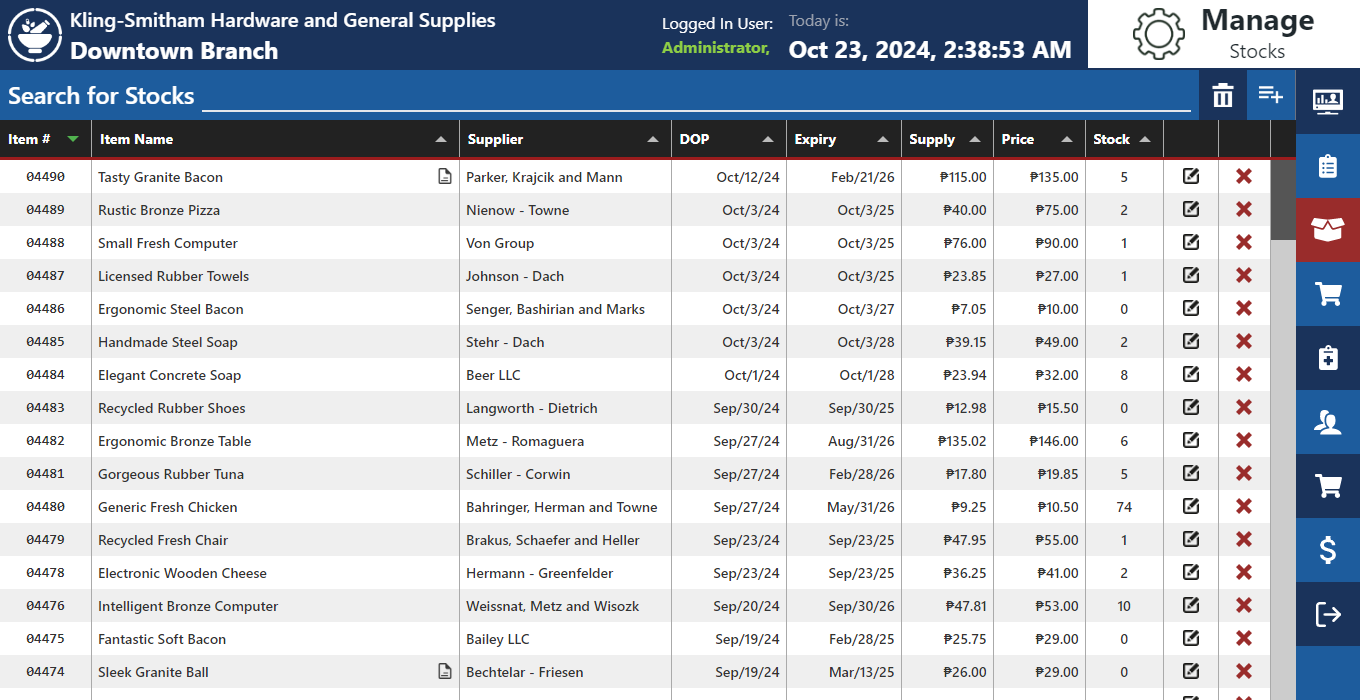 Kling-Smitham Hardware and General Supplies
Downtown Branch
Logged In User:
Administrator,
Today is:
Oct 23, 2024, 2:38:53 AM
Manage
Stocks
Search for Stocks
Item # Item Name Supplier DOP Expiry Supply Price Stock
04490 Tasty Granite Bacon Parker, Krajcik and Mann Oct/12/24 Feb/21/26 ₱115.00 ₱135.00 5
04489 Rustic Bronze Pizza Nienow - Towne Oct/3/24 Oct/3/25 ₱40.00 ₱75.00 2
04488 Small Fresh Computer Von Group Oct/3/24 Oct/3/25 ₱76.00 ₱90.00 1
04487 Licensed Rubber Towels Johnson - Dach Oct/3/24 Oct/3/25 ₱23.85 ₱27.00 1
04486 Ergonomic Steel Bacon Senger, Bashirian and Marks Oct/3/24 Oct/3/27 ₱7.05 ₱10.00 0
04485 Handmade Steel Soap Stehr - Dach Oct/3/24 Oct/3/28 ₱39.15 ₱49.00 2
04484 Elegant Concrete Soap Beer LLC Oct/1/24 Oct/1/28 ₱23.94 ₱32.00 8
04483 Recycled Rubber Shoes Langworth - Dietrich Sep/30/24 Sep/30/25 ₱12.98 ₱15.50 0
04482 Ergonomic Bronze Table Metz - Romaguera Sep/27/24 Aug/31/26 ₱135.02 ₱146.00 6
04481 Gorgeous Rubber Tuna Schiller - Corwin Sep/27/24 Feb/28/26 ₱17.80 ₱19.85 5
04480 Generic Fresh Chicken Bahringer, Herman and Towne Sep/27/24 May/31/26 ₱9.25 ₱10.50 74
04479 Recycled Fresh Chair Brakus, Schaefer and Heller Sep/23/24 Sep/23/25 ₱47.95 ₱55.00 1
04478 Electronic Wooden Cheese Hermann - Greenfelder Sep/23/24 Sep/23/25 ₱36.25 ₱41.00 2
04476 Intelligent Bronze Computer Weissnat, Metz and Wisozk Sep/20/24 Sep/30/26 ₱47.81 ₱53.00 10
04475 Fantastic Soft Bacon Bailey LLC Sep/19/24 Feb/28/25 ₱25.75 ₱29.00 0
04474 Sleek Granite Ball Bechtelar - Friesen Sep/19/24 Mar/13/25 ₱26.00 ₱29.00 0